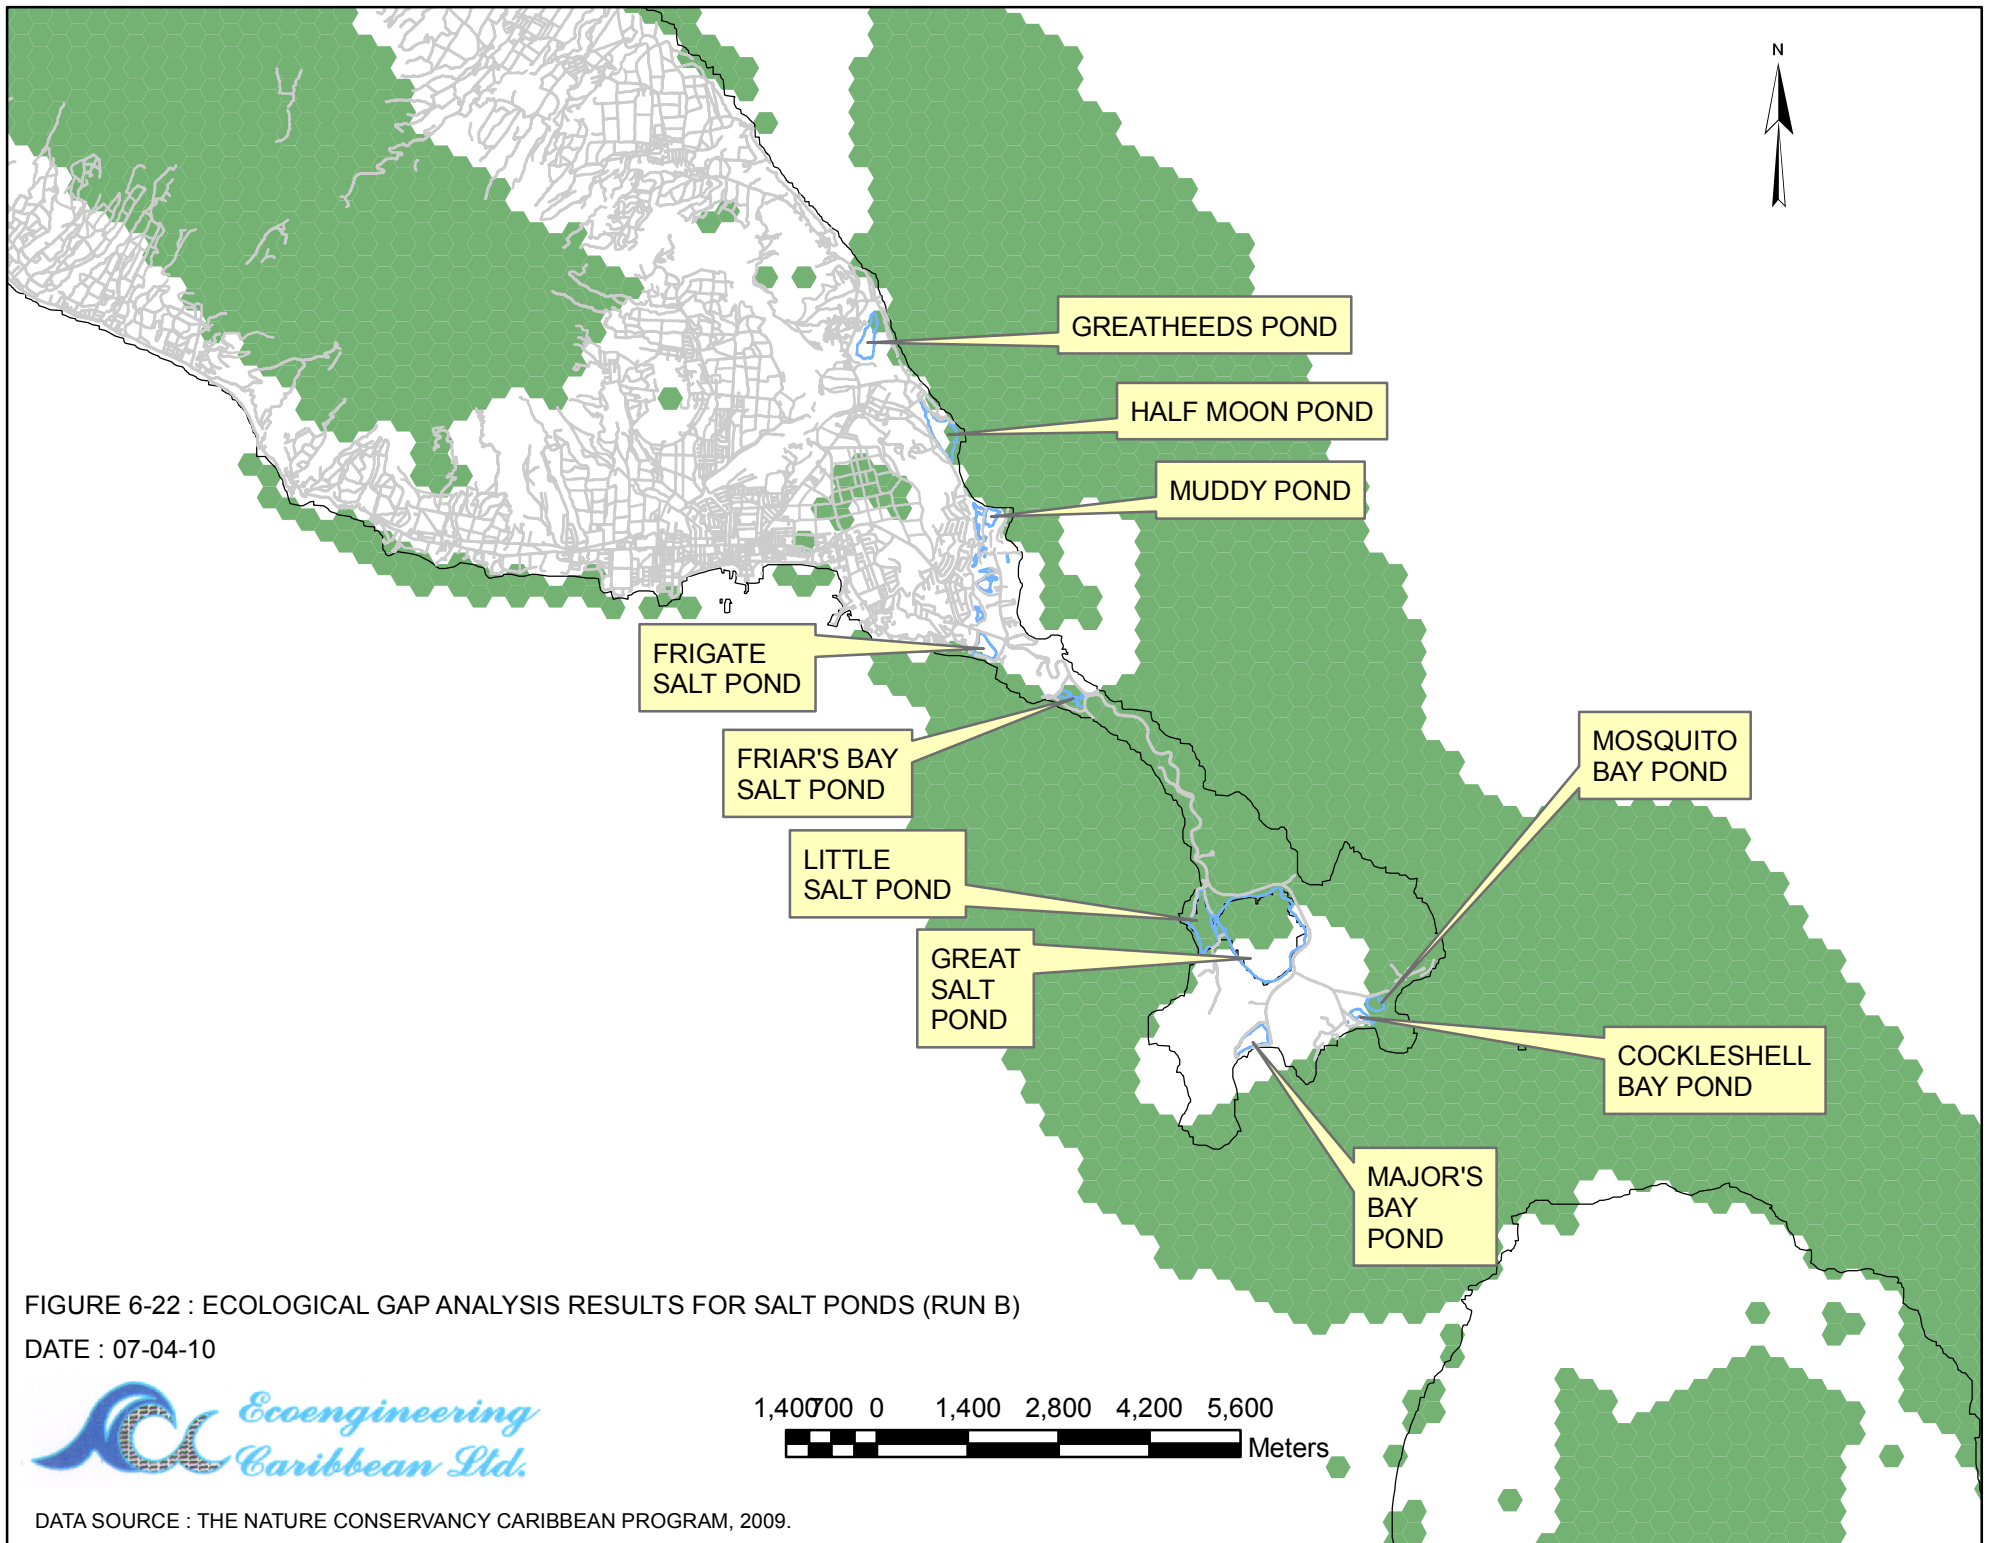 N
GREATHEEDS POND
HALF MOON POND
MUDDY POND
FRIGATE
SALT POND
FRIAR'S BAY
SALT POND
MOSQUITO
BAY POND
LITTLE
SALT POND
GREAT
SALT
POND
COCKLESHELL
BAY POND
MAJOR'S
BAY
POND
FIGURE 6-22 : ECOLOGICAL GAP ANALYSIS RESULTS FOR SALT PONDS (RUN B)
DATE : 07-04-10
Ecoengineering
Caribbean Ltd.
1,400 700 0 1,400 2,800 4,200 5,600
Meters
DATA SOURCE : THE NATURE CONSERVANCY CARIBBEAN PROGRAM, 2009.